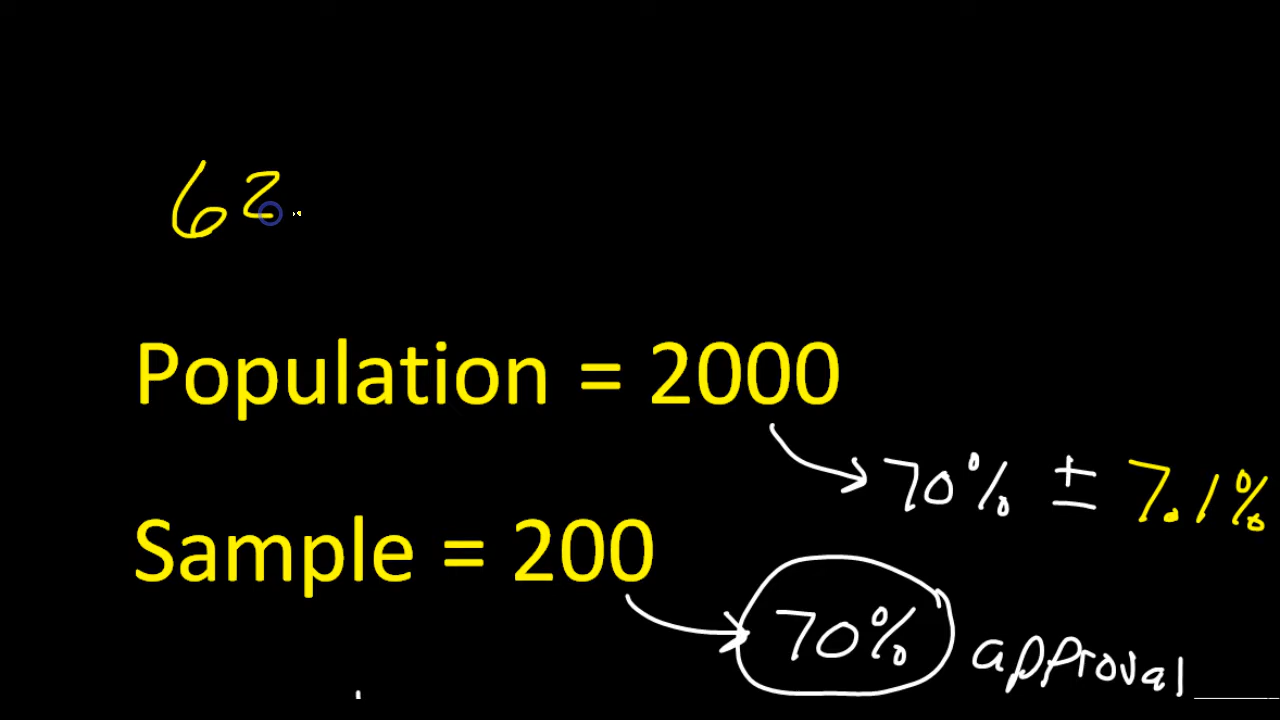 62.
Population = 2000
70% ± 7.1%
Sample = 200
70% approval